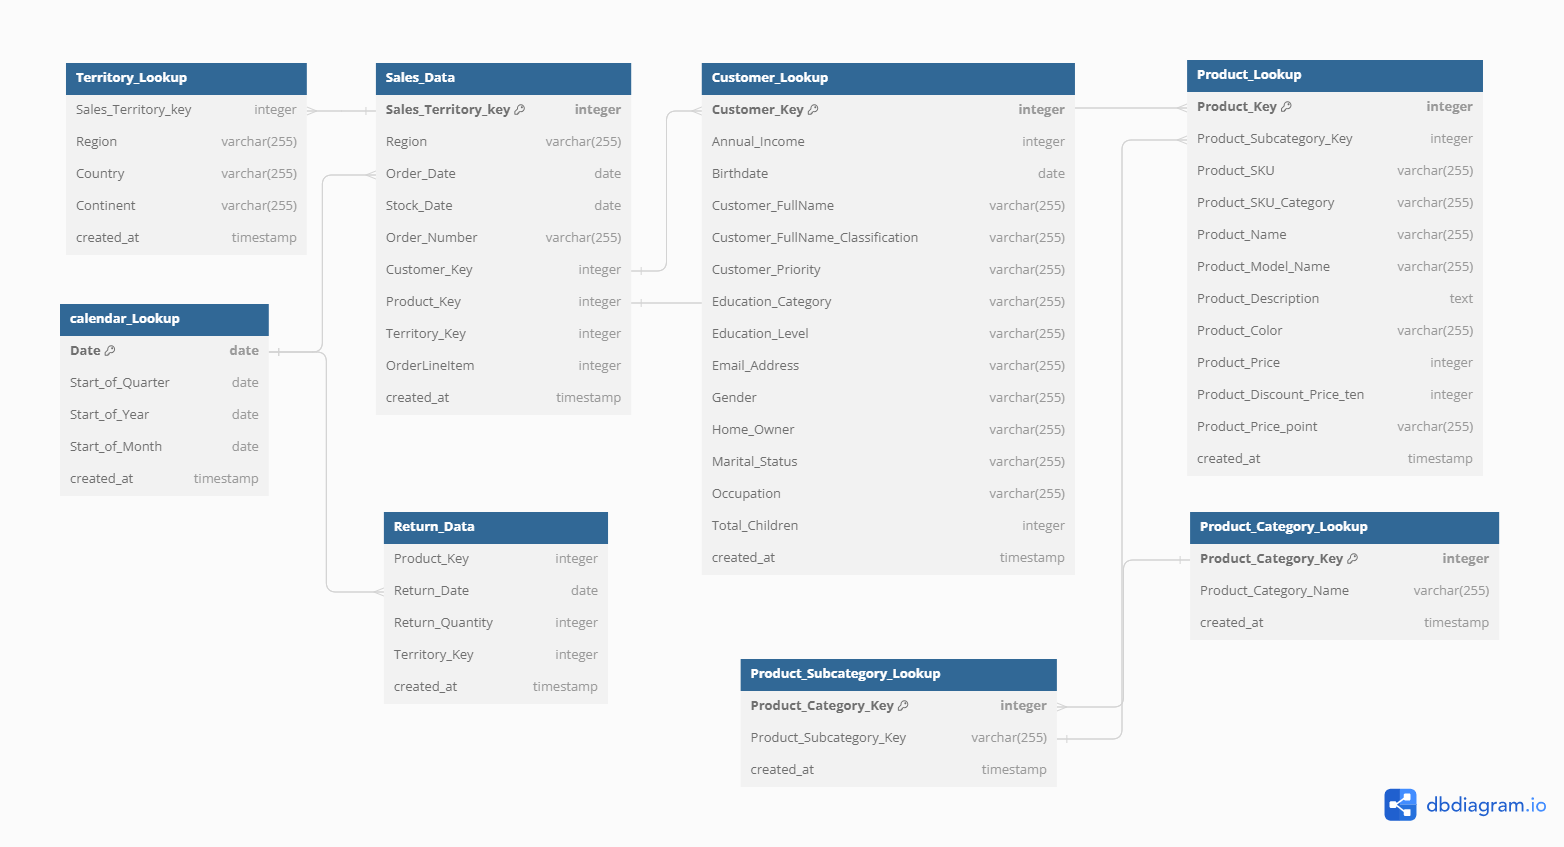 Territory_Lookup
Sales_Territory_key integer
Region varchar(255)
Country varchar(255)
Continent varchar(255)
created_at timestamp
calendar_Lookup
Date date
Start_of_Quarter date
Start_of_Year date
Start_of_Month date
created_at timestamp
Sales_Data
Sales_Territory_key integer
Region varchar(255)
Order_Date date
Stock_Date date
Order_Number varchar(255)
Customer_Key integer
Product_Key integer
Territory_Key integer
OrderLineItem integer
created_at timestamp
Return_Data
Product_Key integer
Return_Date date
Return_Quantity integer
Territory_Key integer
created_at timestamp
Customer_Lookup
Customer_Key integer
Annual_Income integer
Birthdate date
Customer_FullName varchar(255)
Customer_FullName_Classification varchar(255)
Customer_Priority varchar(255)
Education_Category varchar(255)
Education_Level varchar(255)
Email_Address varchar(255)
Gender varchar(255)
Home_Owner varchar(255)
Marital_Status varchar(255)
Occupation varchar(255)
Total_Children integer
created_at timestamp
Product_Subcategory_Lookup
Product_Category_Key integer
Product_Subcategory_Key varchar(255)
created_at timestamp
Product_Lookup
Product_Key integer
Product_Subcategory_Key integer
Product_SKU varchar(255)
Product_SKU_Category varchar(255)
Product_Name varchar(255)
Product_Model_Name varchar(255)
Product_Description text
Product_Color varchar(255)
Product_Price integer
Product_Discount_Price_ten integer
Product_Price_point varchar(255)
created_at timestamp
Product_Category_Lookup
Product_Category_Key integer
Product_Category_Name varchar(255)
created_at timestamp
dbdiagram.io